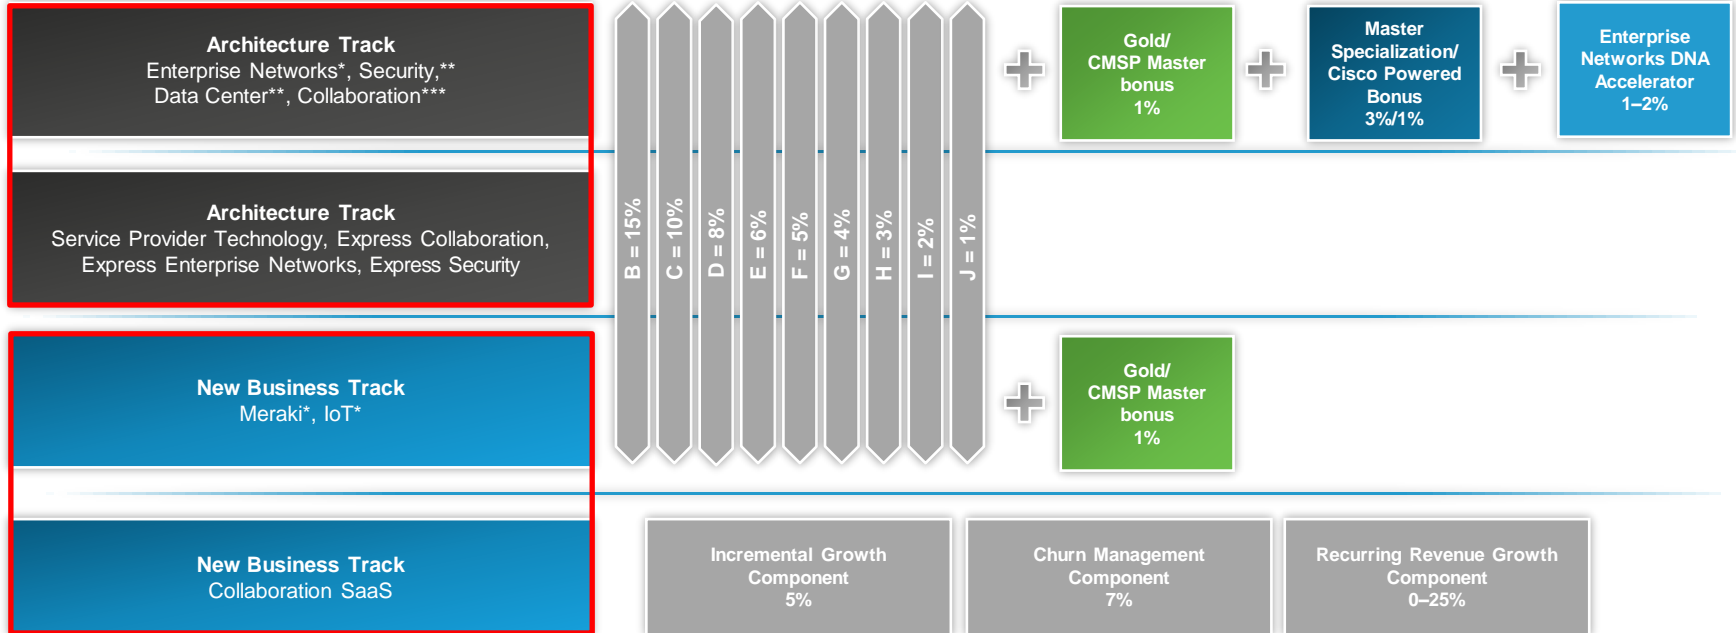 Architecture Track
Enterprise Networks*, Security,**
Data Center**, Collaboration***
Architecture Track
Service Provider Technology, Express Collaboration,
Express Enterprise Networks, Express Security
New Business Track
Meraki*, IoT*
New Business Track
Collaboration SaaS
B = 15%
C = 10%
D = 8%
E = 6%
F = 5%
G = 4%
H = 3%
I = 2%
J = 1%
Gold/
CMSP Master
bonus
1%
Master
Specialization/
Cisco Powered
Bonus
3%/1%
Enterprise
Networks DNA
Accelerator
1–2%
Gold/
CMSP Master
bonus
1%
Incremental Growth
Component
5%
Churn Management
Component
7%
Recurring Revenue Growth
Component
0–25%